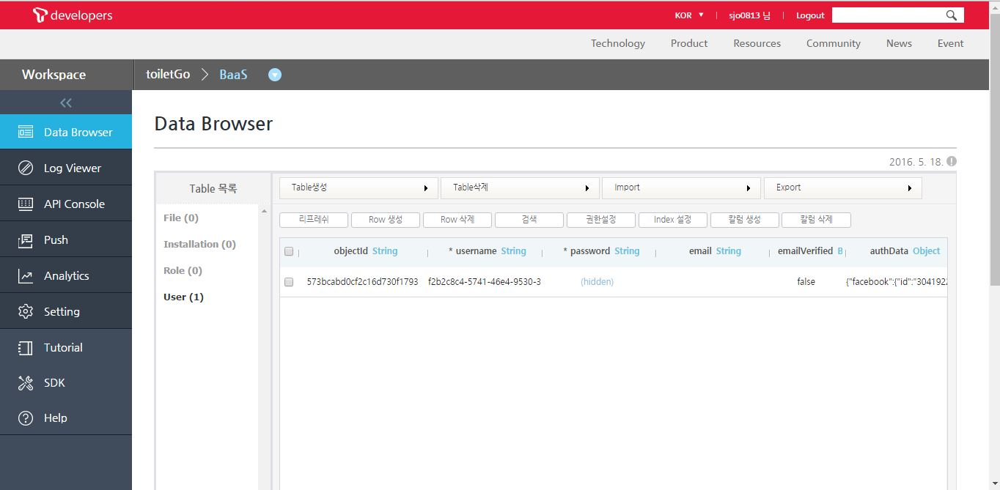 developers
KOR ▼ | sjo0813 님 | Logout
Technology Product Resources Community News Event
Workspace
toiletGo > BaaS
Data Browser
Log Viewer
API Console
Push
Analytics
Setting
Tutorial
SDK
Help
Data Browser
2016. 5. 18.
Table 목록
File (0)
Installation (0)
Role (0)
User (1)
Table생성 Table삭제 Import Export
리프레쉬 Row 생성 Row 삭제 검색 권한설정 Index 설정 칼럼 생성 칼럼 삭제
objectId String * username String * password String email String emailVerified B authData Object
573bcabd0cf2c16d730f1793 f2b2c8c4-5741-46e4-9530-3 (hidden) false {"facebook":{"id":"304192